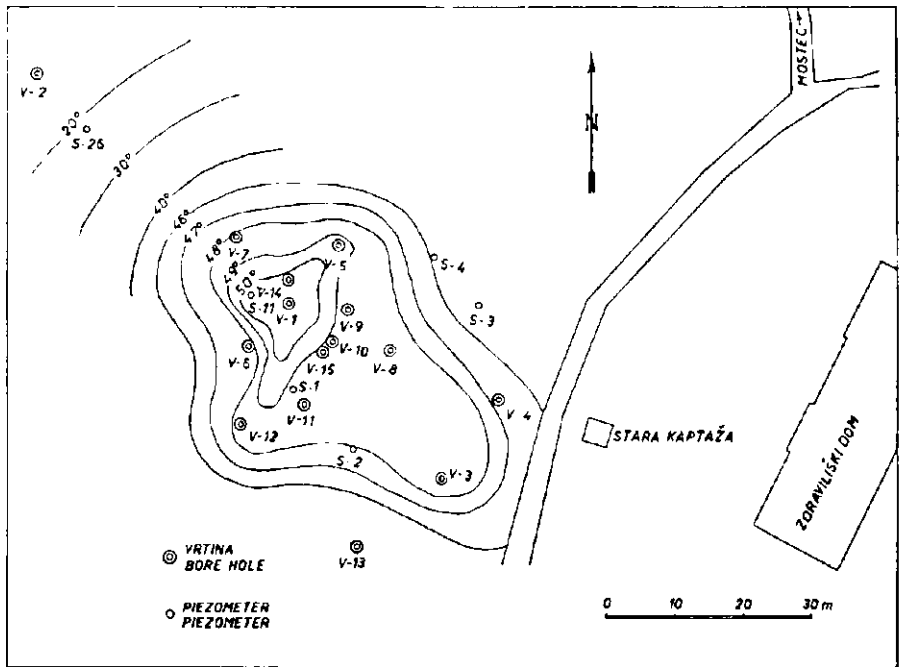 MOSTEC
V-2
20°
S-26
N
30°
40°
46°
47°
48°
V-7
V-5
S-4
49°
50°
V-14
S-11
V-1
S-3
V-9
V-10
V-6
V-15
V-8
S-1
V-11
V-4
V-12
STARA KAPTAŽA
S-2
V-3
ZDRAVILIŠKI DOM
VRTINA
BORE HOLE
V-13
PIEZOMETER
PIEZOMETER
0 10 20 30 m